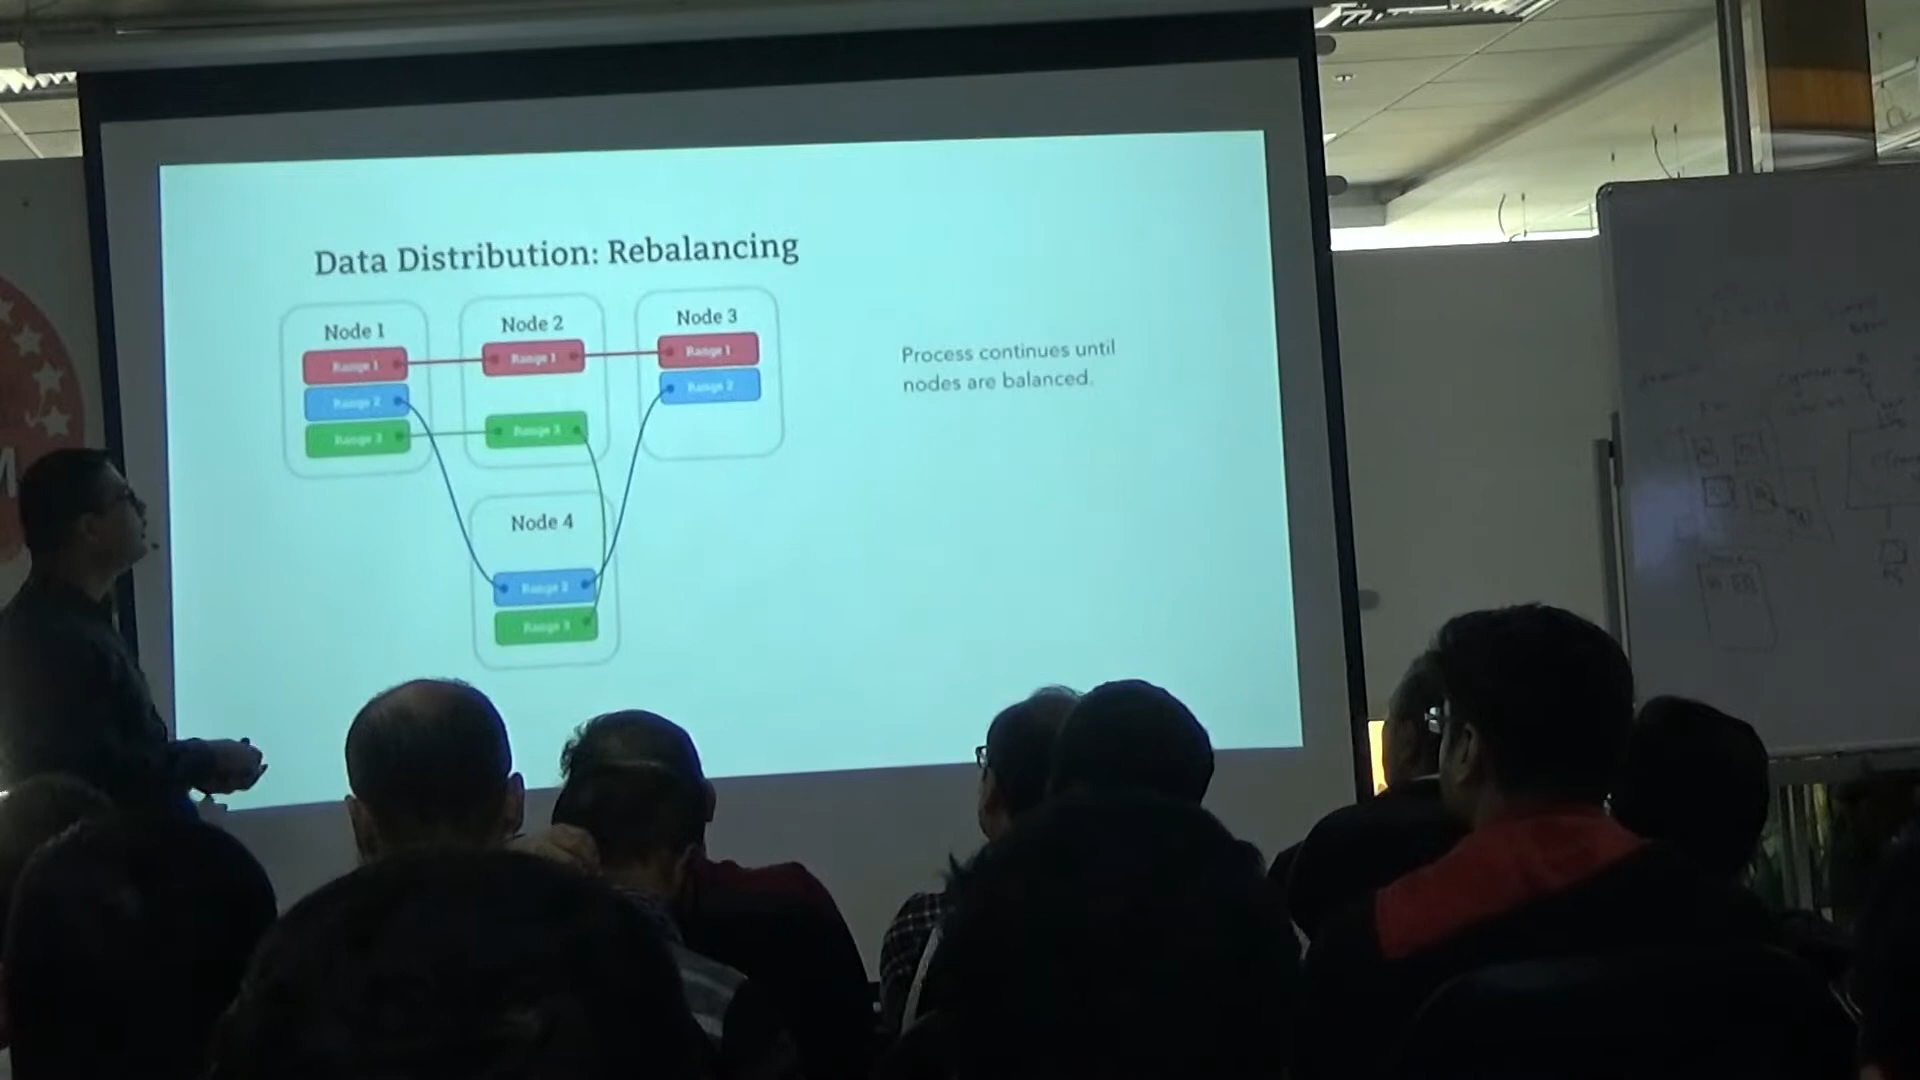 Data Distribution: Rebalancing
Node 1
Range 1
Range 2
Range 3
Node 2
Range 1
Range 3
Node 3
Range 1
Range 2
Node 4
Range 2
Range 3
Process continues until
nodes are balanced.
M